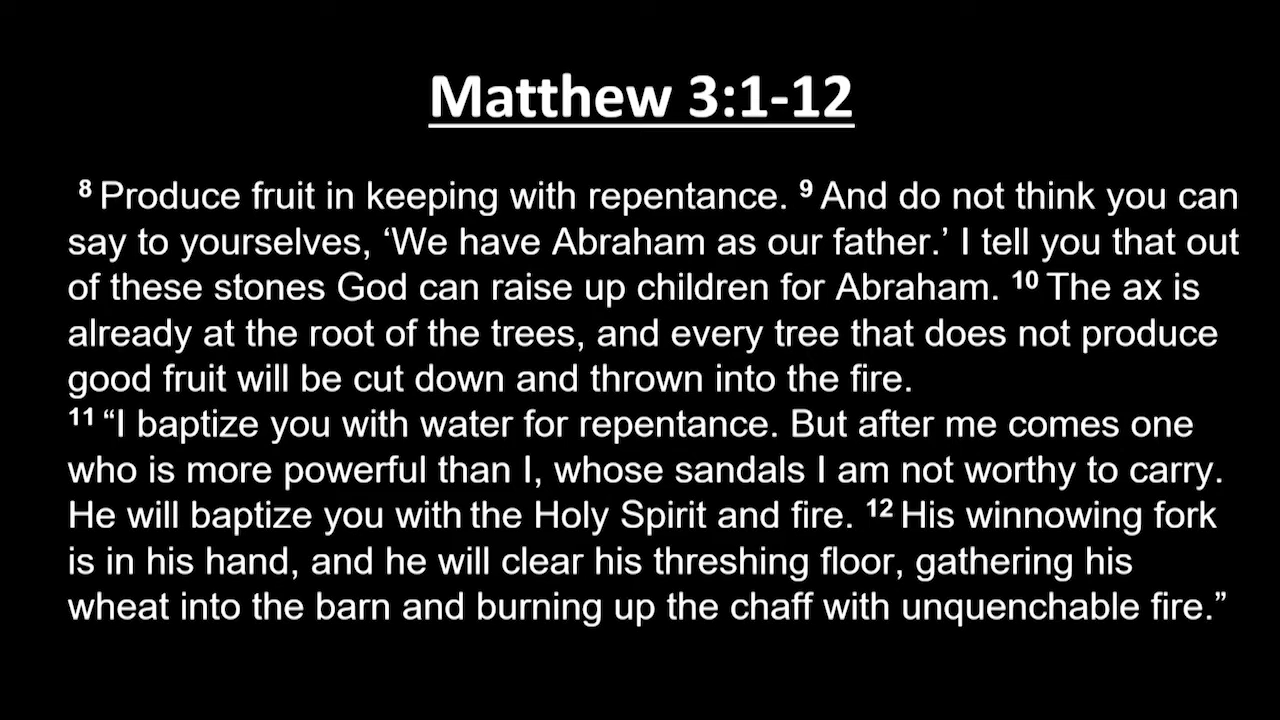 Matthew 3:1-12
8 Produce fruit in keeping with repentance. 9 And do not think you can
say to yourselves, ‘We have Abraham as our father.’ I tell you that out
of these stones God can raise up children for Abraham. 10 The ax is
already at the root of the trees, and every tree that does not produce
good fruit will be cut down and thrown into the fire.
11 “I baptize you with water for repentance. But after me comes one
who is more powerful than I, whose sandals I am not worthy to carry.
He will baptize you with the Holy Spirit and fire. 12 His winnowing fork
is in his hand, and he will clear his threshing floor, gathering his
wheat into the barn and burning up the chaff with unquenchable fire.”